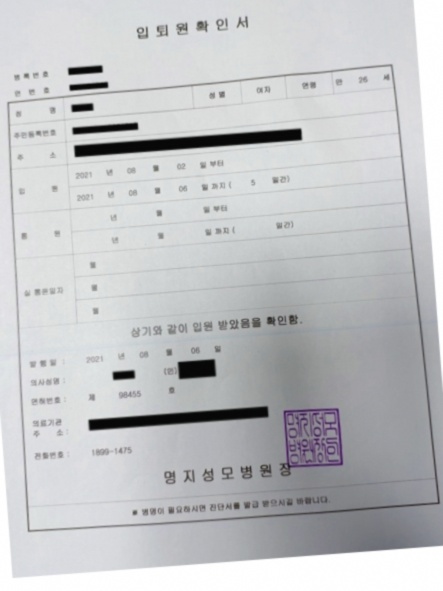 입 퇴 원 확 인 서
등 록 번 호
연 번 호
성 명 성 별 여자 연령 만 26 세
주민등록번호
주 소
입 원 2021 년 08 월 02 일 부터
2021 년 08 월 06 일 까지 ( 5 일간)
통 원 년 월 일 부터
년 월 일 까지 ( 일간)
실 통원일자 월
월
월
상기와 같이 입원 받았음을 확인함.
발 행 일 : 2021 년 08 월 06 일
의사성명 : (인)
면허번호 : 제 98455 호
의료기관
주 소 :
전화번호 : 1899-1475
명 지 성 모 병 원 장
※ 병명이 필요하시면 진단서를 발급 받으시길 바랍니다.